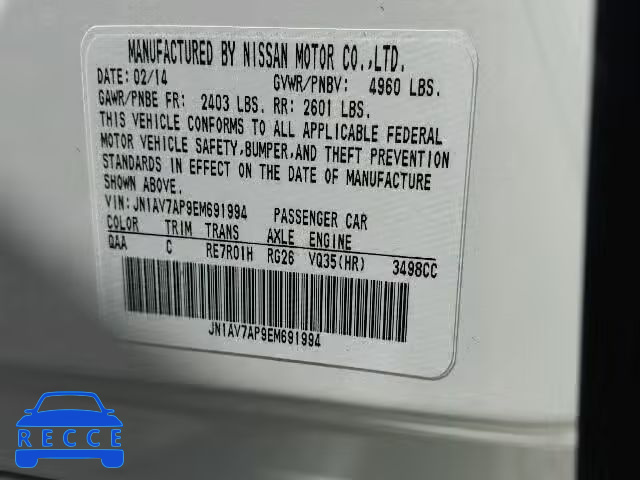 MANUFACTURED BY NISSAN MOTOR CO.,LTD.
DATE: 02/14 GVWR/PNBV: 4960 LBS.
GAWR/PNBE FR: 2403 LBS. RR: 2601 LBS.
THIS VEHICLE CONFORMS TO ALL APPLICABLE FEDERAL
MOTOR VEHICLE SAFETY,BUMPER,AND THEFT PREVENTION
STANDARDS IN EFFECT ON THE DATE OF MANUFACTURE
SHOWN ABOVE.
VIN: JN1AV7AP9EM691994 PASSENGER CAR
COLOR TRIM TRANS AXLE ENGINE
QAA C RE7R01H RG26 VQ35(HR) 3498CC
JN1AV7AP9EM691994
RECCE